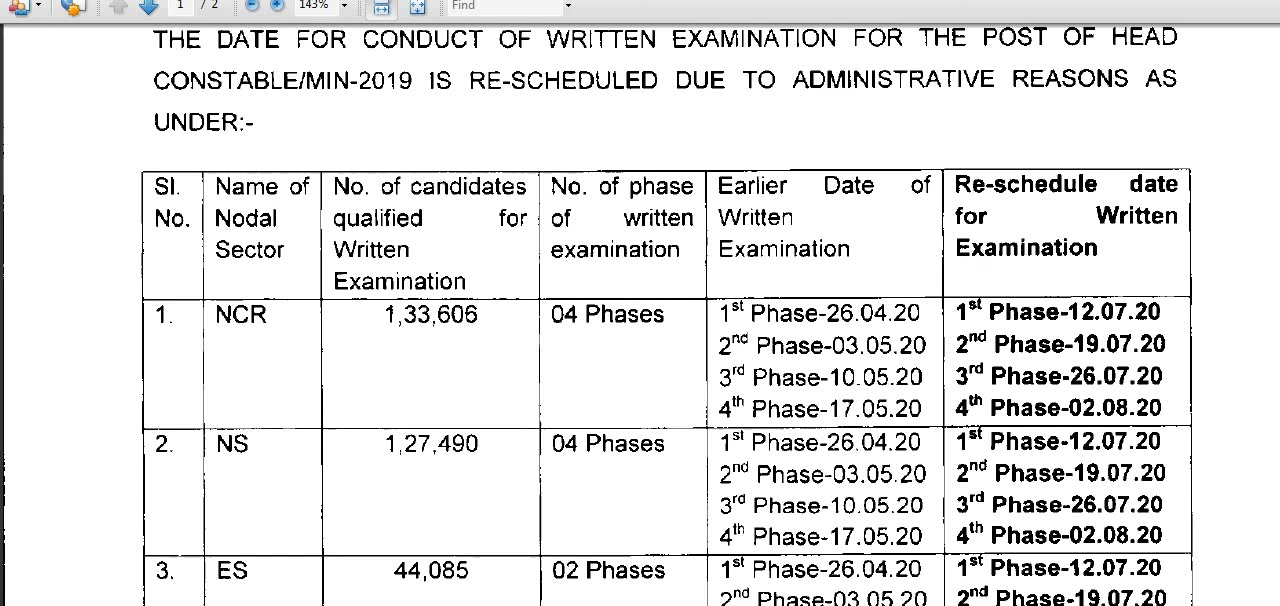 1 / 2 143% Find
THE DATE FOR CONDUCT OF WRITTEN EXAMINATION FOR THE POST OF HEAD
CONSTABLE/MIN-2019 IS RE-SCHEDULED DUE TO ADMINISTRATIVE REASONS AS
UNDER:-
Sl. No.
Name of Nodal Sector
No. of candidates qualified for Written Examination
No. of phase of written examination
Earlier Date of Written Examination
Re-schedule date for Written Examination
1. NCR 1,33,606 04 Phases 1st Phase-26.04.20 1st Phase-12.07.20
2nd Phase-03.05.20 2nd Phase-19.07.20
3rd Phase-10.05.20 3rd Phase-26.07.20
4th Phase-17.05.20 4th Phase-02.08.20
2. NS 1,27,490 04 Phases 1st Phase-26.04.20 1st Phase-12.07.20
2nd Phase-03.05.20 2nd Phase-19.07.20
3rd Phase-10.05.20 3rd Phase-26.07.20
4th Phase-17.05.20 4th Phase-02.08.20
3. ES 44,085 02 Phases 1st Phase-26.04.20 1st Phase-12.07.20
2nd Phase-03.05.20 2nd Phase-19.07.20